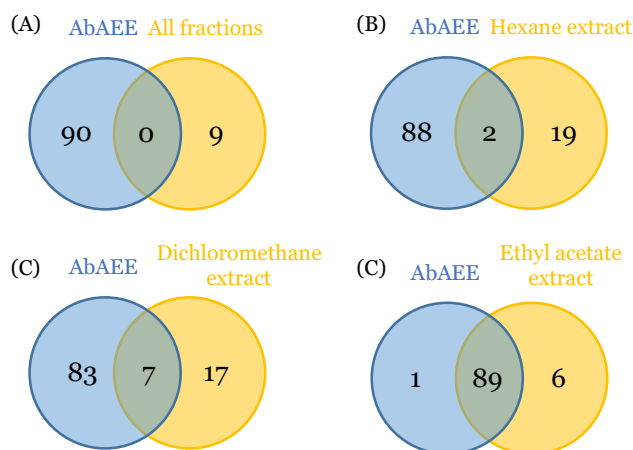 (A) AbAEE All fractions
90 0 9
(B) AbAEE Hexane extract
88 2 19
(C) AbAEE Dichloromethane
extract
83 7 17
(C) AbAEE Ethyl acetate
extract
1 89 6